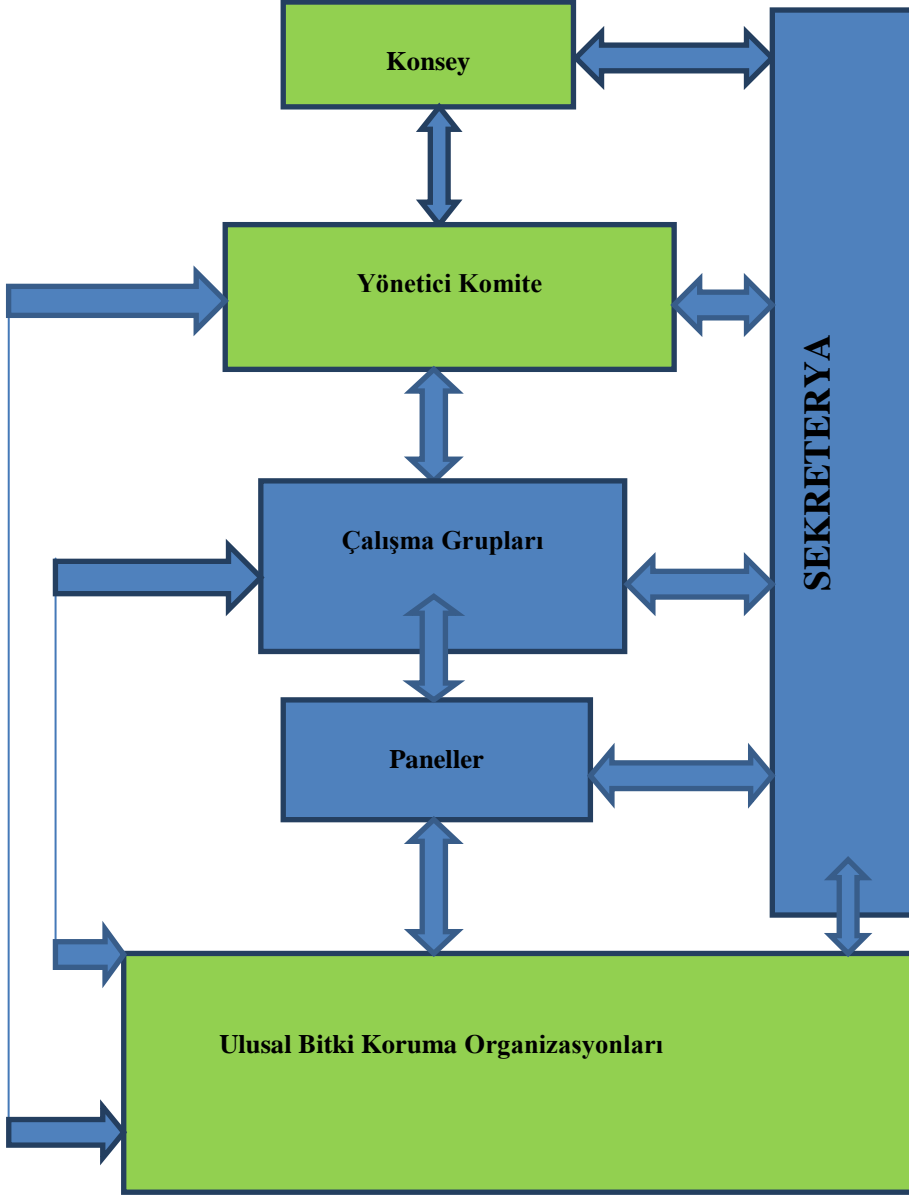 Konsey
Yönetici Komite
SEKRETERYA
Çalışma Grupları
Paneller
Ulusal Bitki Koruma Organizasyonları